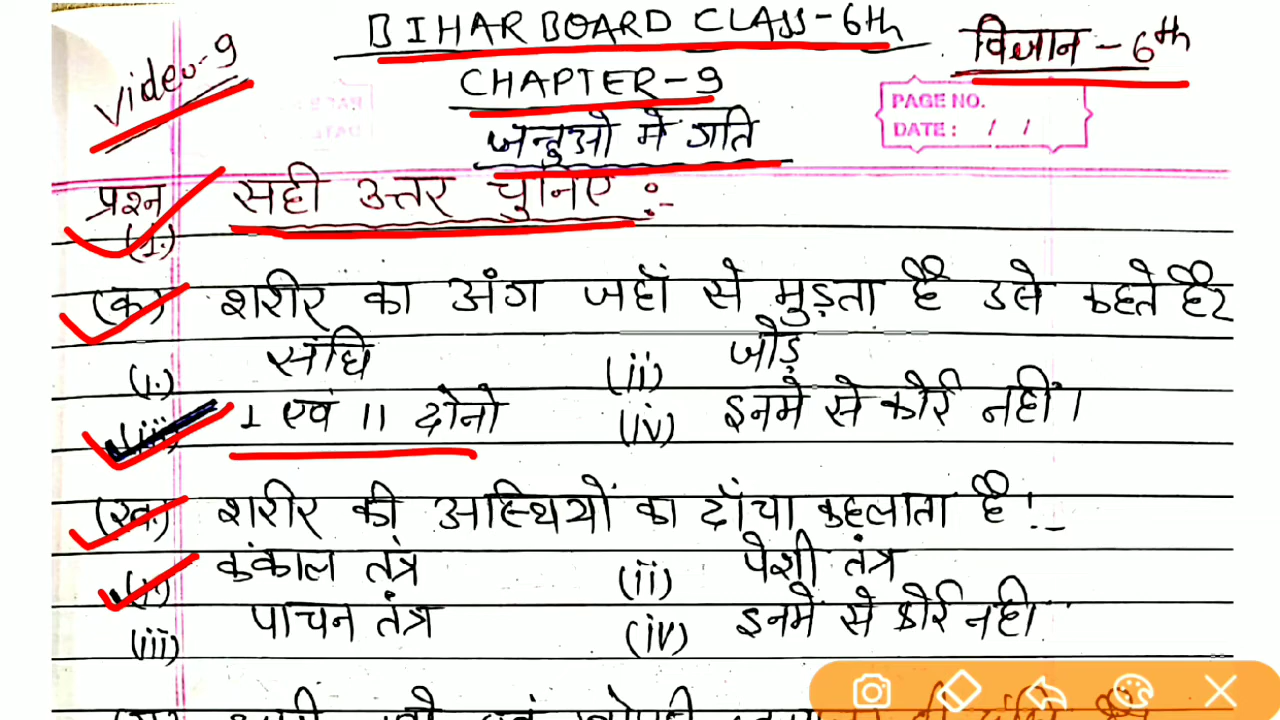 BIHAR BOARD CLASS-6th
विज्ञान - 6th
Video-9
CHAPTER-9
PAGE NO.
DATE: / /
जन्तुओ मे गति
प्रश्न सही उत्तर चुनिए :-
(1.)
(क) शरीर का अंग जहाँ से मुड़ता है उसे कहते हैं
(i.) संधि (ii) जोड़
(iii) I एवं II दोनो (iv) इनमे से कोई नहीं।
(ख) शरीर की अस्थियों का ढाँचा कहलाता है!-
(i) कंकाल तंत्र (ii) पेशी तंत्र
(iii) पाचन तंत्र (iv) इनमें से कोई नही